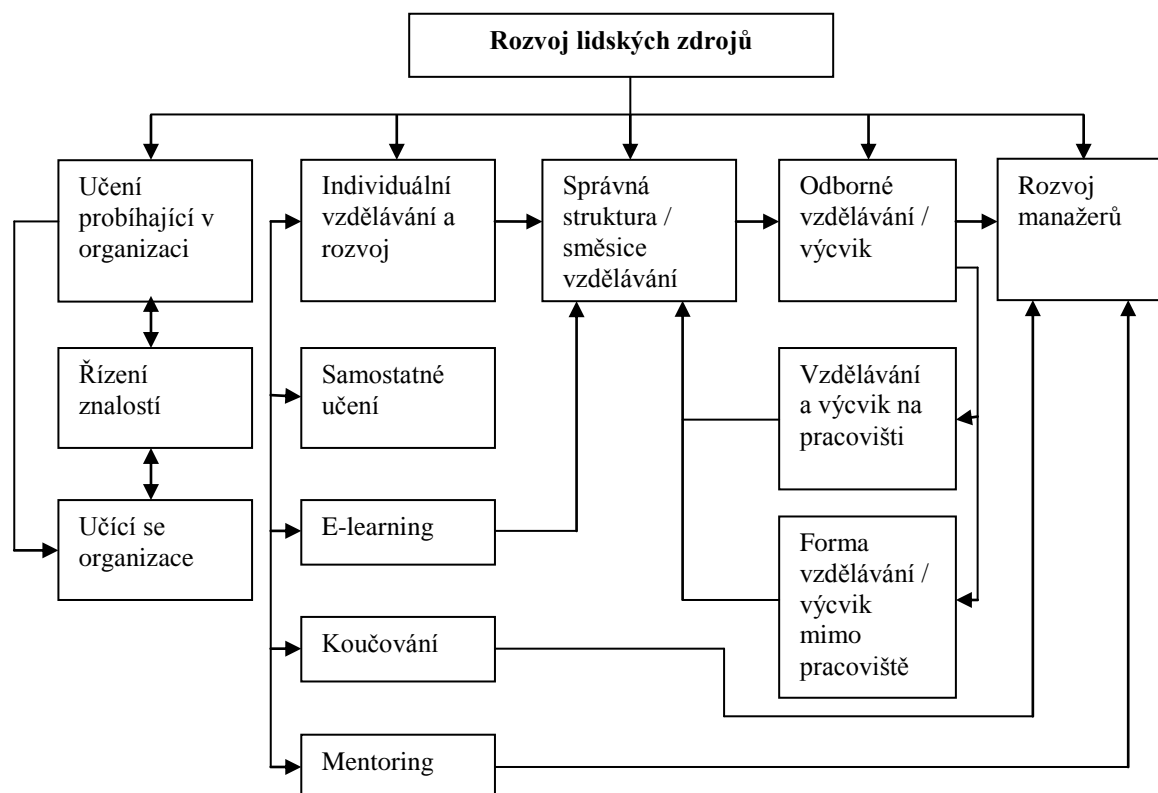 Rozvoj lidských zdrojů
Učení
probíhající v
organizaci
Individuální
vzdělávání a
rozvoj
Správná
struktura /
směsice
vzdělávání
Odborné
vzdělávání /
výcvik
Rozvoj
manažerů
Řízení
znalostí
Samostatné
učení
Vzdělávání
a výcvik na
pracovišti
Učící se
organizace
E-learning
Forma
vzdělávání /
výcvik
mimo
pracoviště
Koučování
Mentoring